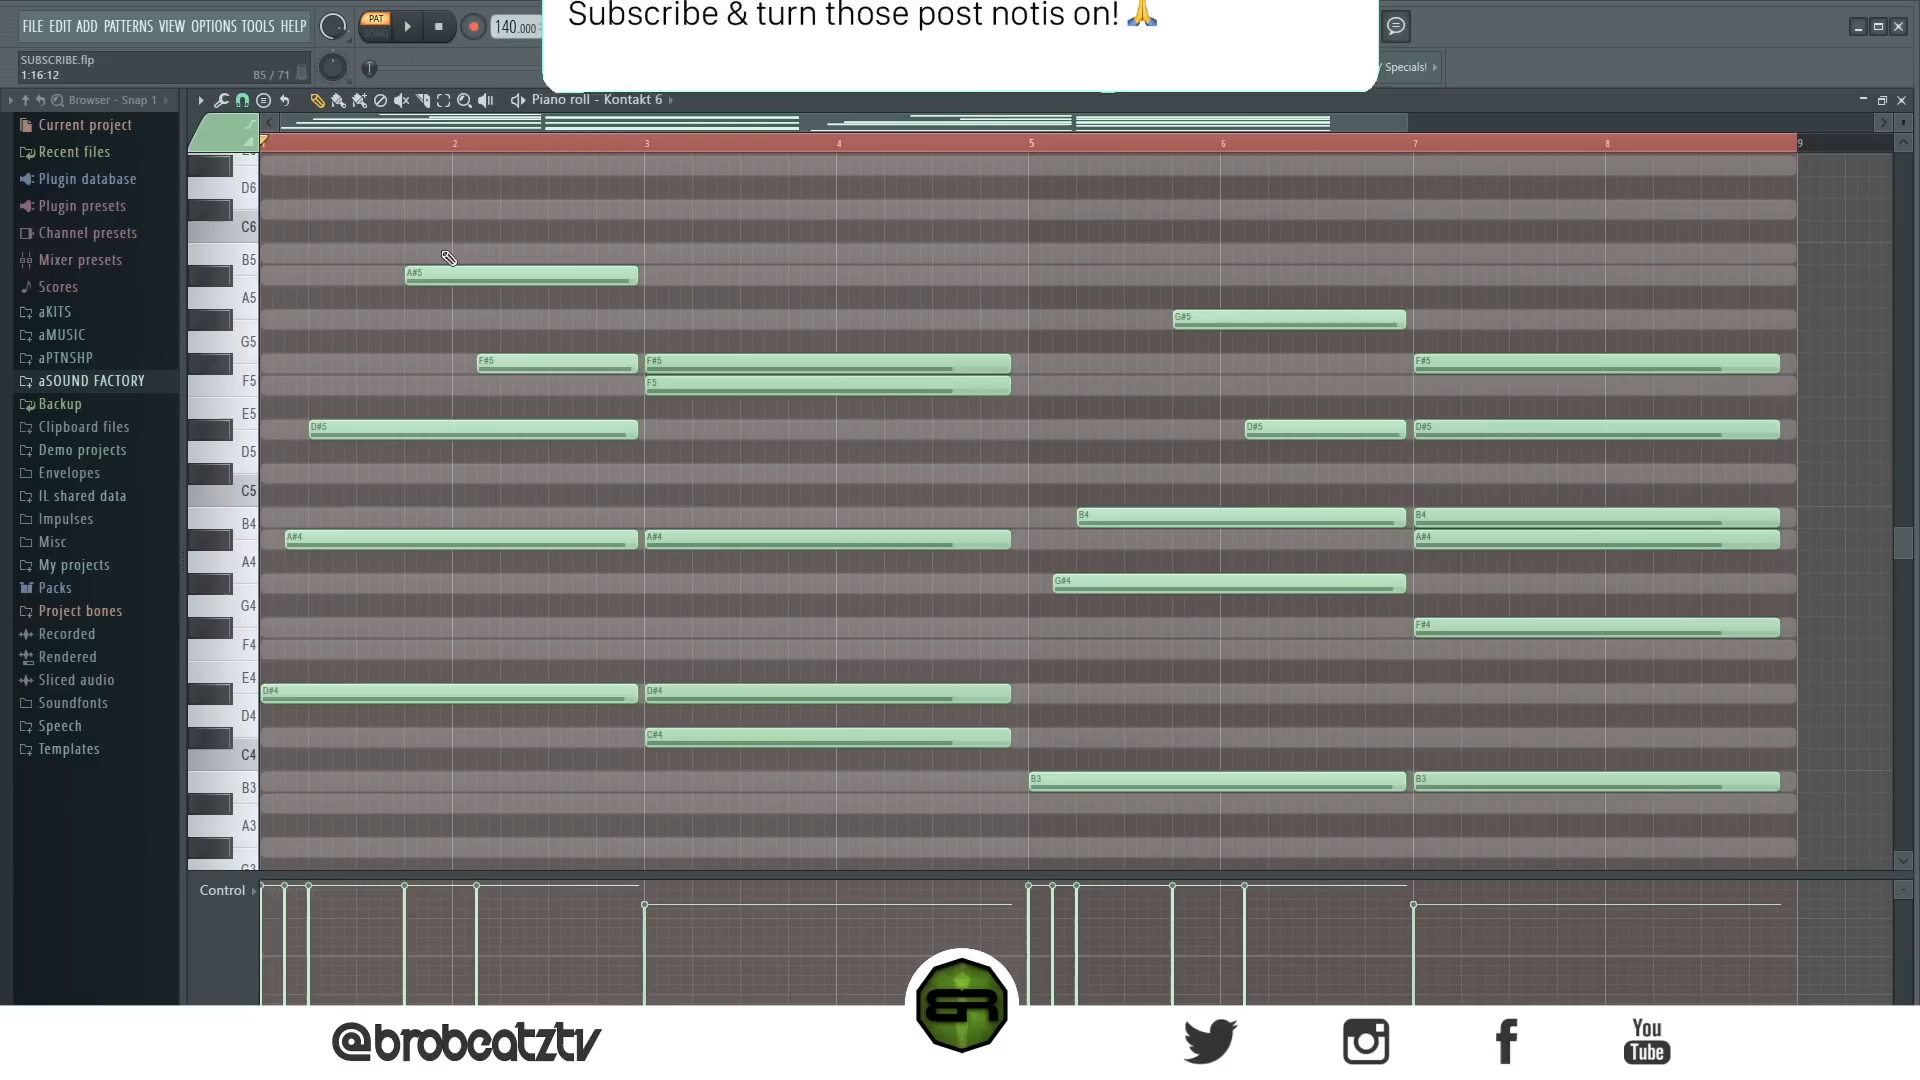 Subscribe & turn those post notis on! 🙏
FILE EDIT ADD PATTERNS VIEW OPTIONS TOOLS HELP
PAT
SONG
140.000
SUBSCRIBE.flp
1:16:12
B5 / 71
Specials!
Browser - Snap 1
Piano roll - Kontakt 6
Current project
Recent files
Plugin database
Plugin presets
Channel presets
Mixer presets
Scores
aKITS
aMUSIC
aPTNSHP
aSOUND FACTORY
Backup
Clipboard files
Demo projects
Envelopes
IL shared data
Impulses
Misc
My projects
Packs
Project bones
Recorded
Rendered
Sliced audio
Soundfonts
Speech
Templates
2 3 4 5 6 7 8 9
D6
C6
B5
A#5
A5
G#5
G5
F#5 F#5 F#5
F5
F5
E5
D#5 D#5 D#5
D5
C5
B4
B4 B4
A#4 A#4 A#4
A4
G#4
G4
F#4
F4
E4
D#4 D#4
D4
C#4
C4
B3
B3 B3
A3
G3
Control
@brobeatztv
BR
You
Tube